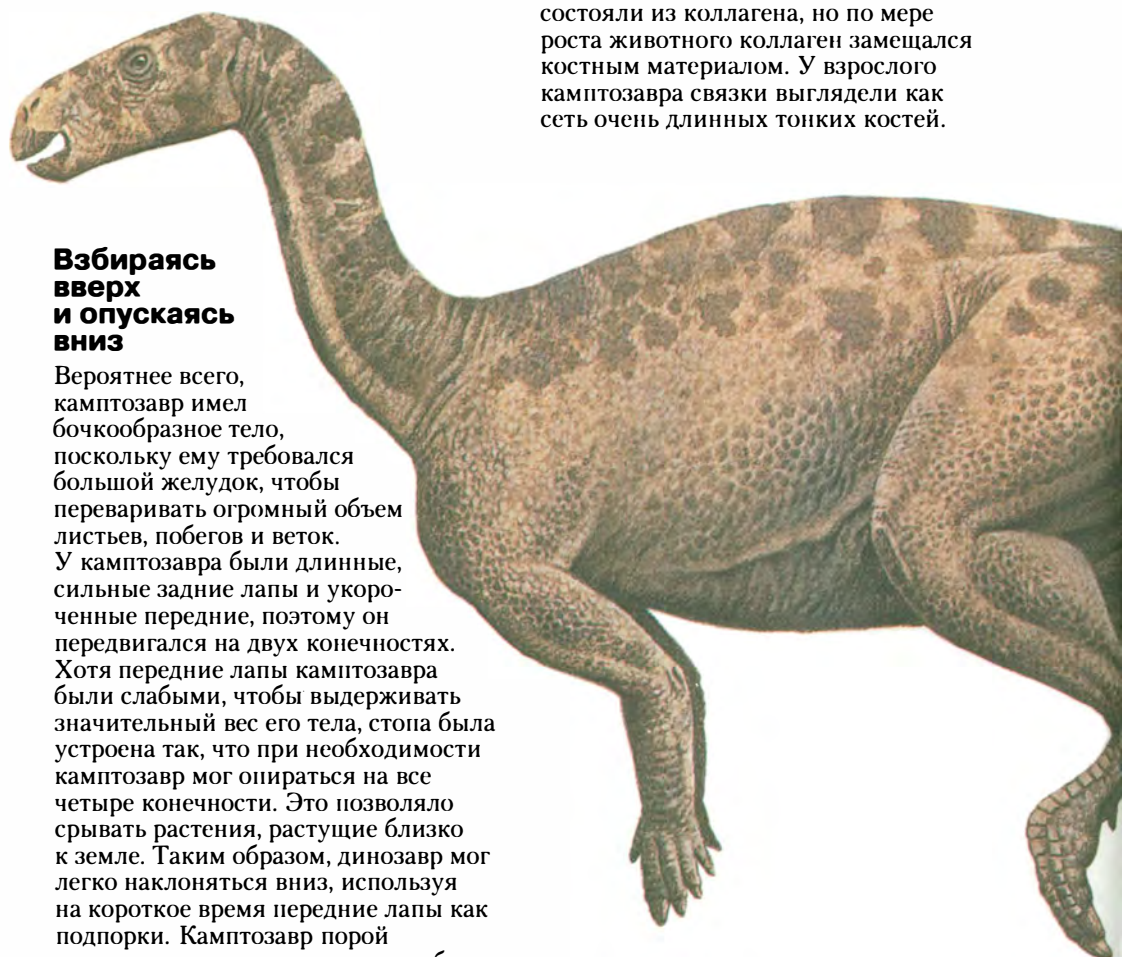 состояли из коллагена, но по мере
роста животного коллаген замещался
костным материалом. У взрослого
камптозавра связки выглядели как
сеть очень длинных тонких костей.
Взбираясь
вверх
и опускаясь
вниз
Вероятнее всего,
камптозавр имел
бочкообразное тело,
поскольку ему требовался
большой желудок, чтобы
переваривать огромный объем
листьев, побегов и веток.
У камптозавра были длинные,
сильные задние лапы и укоро-
ченные передние, поэтому он
передвигался на двух конечностях.
Хотя передние лапы камптозавра
были слабыми, чтобы выдерживать
значительный вес его тела, стопа была
устроена так, что при необходимости
камптозавр мог опираться на все
четыре конечности. Это позволяло
срывать растения, растущие близко
к земле. Таким образом, динозавр мог
легко наклоняться вниз, используя
на короткое время передние лапы как
подпорки. Камптозавр порой